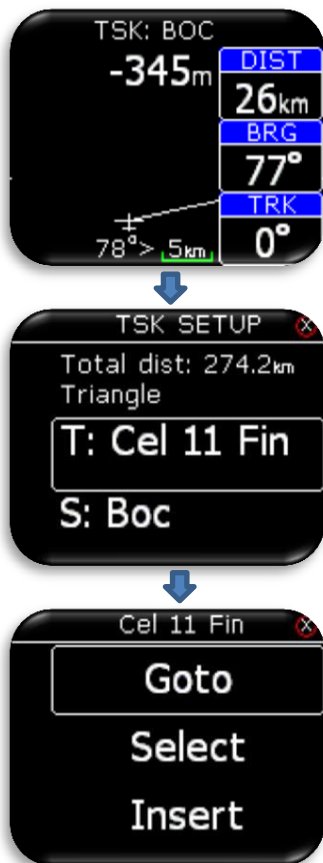 TSK: BOC
-345m
DIST
26km
BRG
77°
TRK
0°
78°> 5km
TSK SETUP X
Total dist: 274.2km
Triangle
T: Cel 11 Fin
S: Boc
Cel 11 Fin X
Goto
Select
Insert